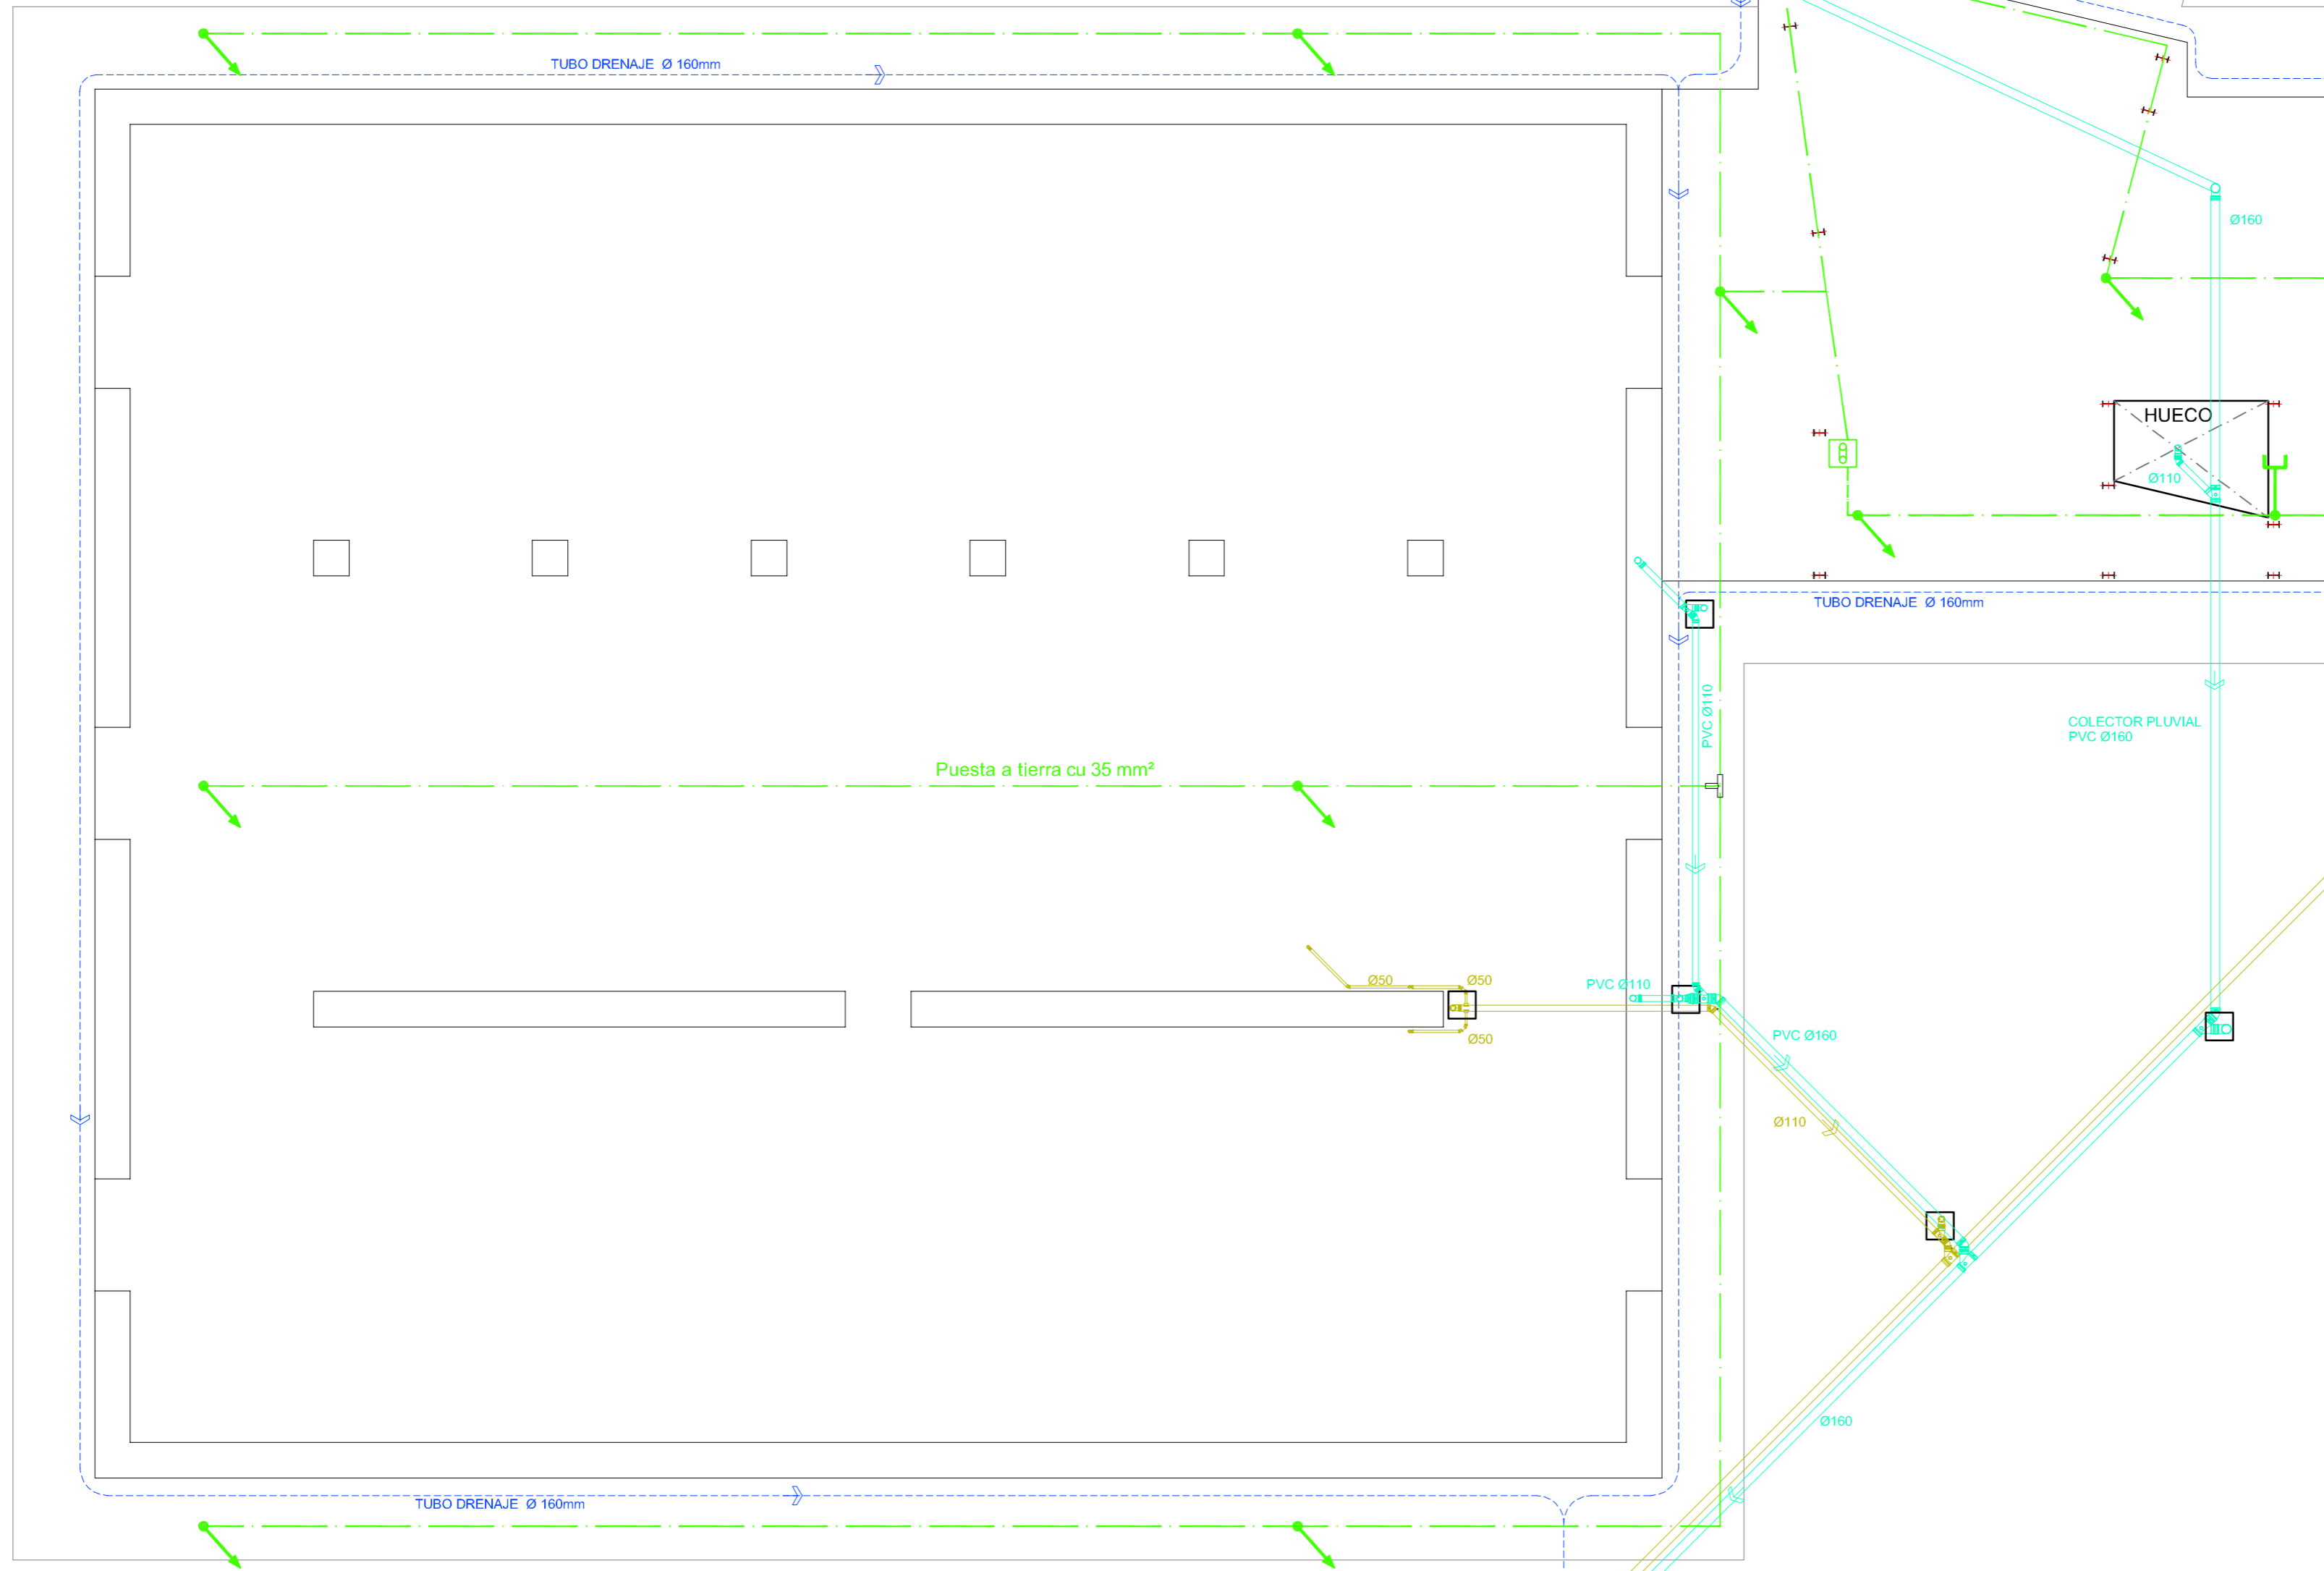 TUBO DRENAJE Ø 160mm
Ø160
HUECO
Ø110
TUBO DRENAJE Ø 160mm
PVC Ø110
COLECTOR PLUVIAL
PVC Ø160
Puesta a tierra cu 35 mm²
Ø50
Ø50
PVC Ø110
Ø50
PVC Ø160
Ø110
Ø160
TUBO DRENAJE Ø 160mm